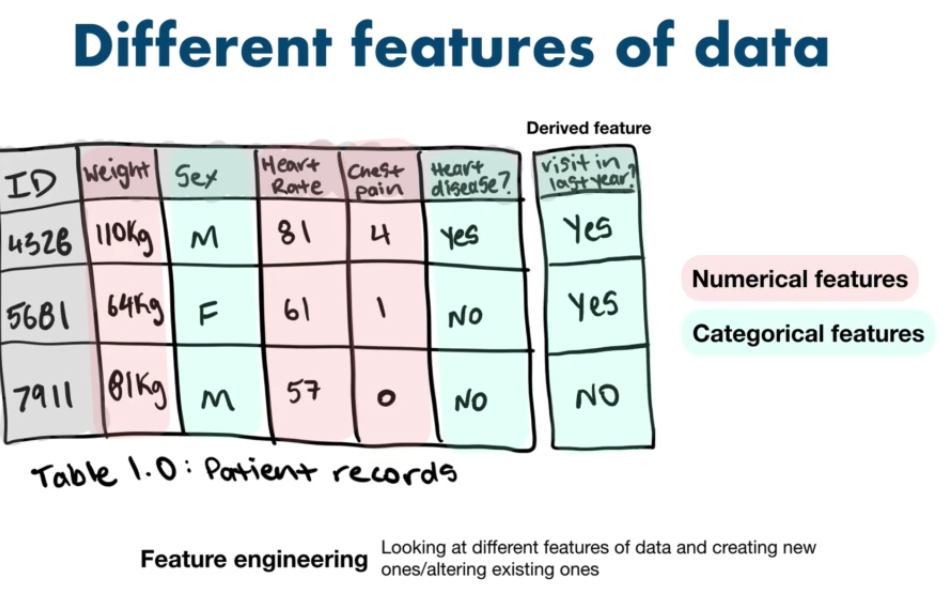 Different features of data
Derived feature
ID Weight Sex Heart Rate Chest pain Heart disease? visit in last year?
4326 110Kg M 81 4 Yes Yes
5681 64Kg F 61 1 NO Yes
7911 81Kg M 57 0 NO NO
Numerical features
Categorical features
Table 1.0: Patient records
Feature engineering
Looking at different features of data and creating new
ones/altering existing ones